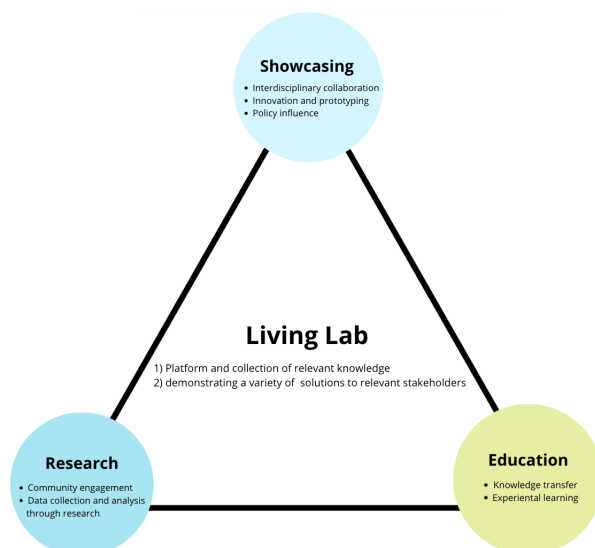 Showcasing
• Interdisciplinary collaboration
• Innovation and prototyping
• Policy influence
Living Lab
1) Platform and collection of relevant knowledge
2) demonstrating a variety of solutions to relevant stakeholders
Research
• Community engagement
• Data collection and analysis
through research
Education
• Knowledge transfer
• Experiental learning